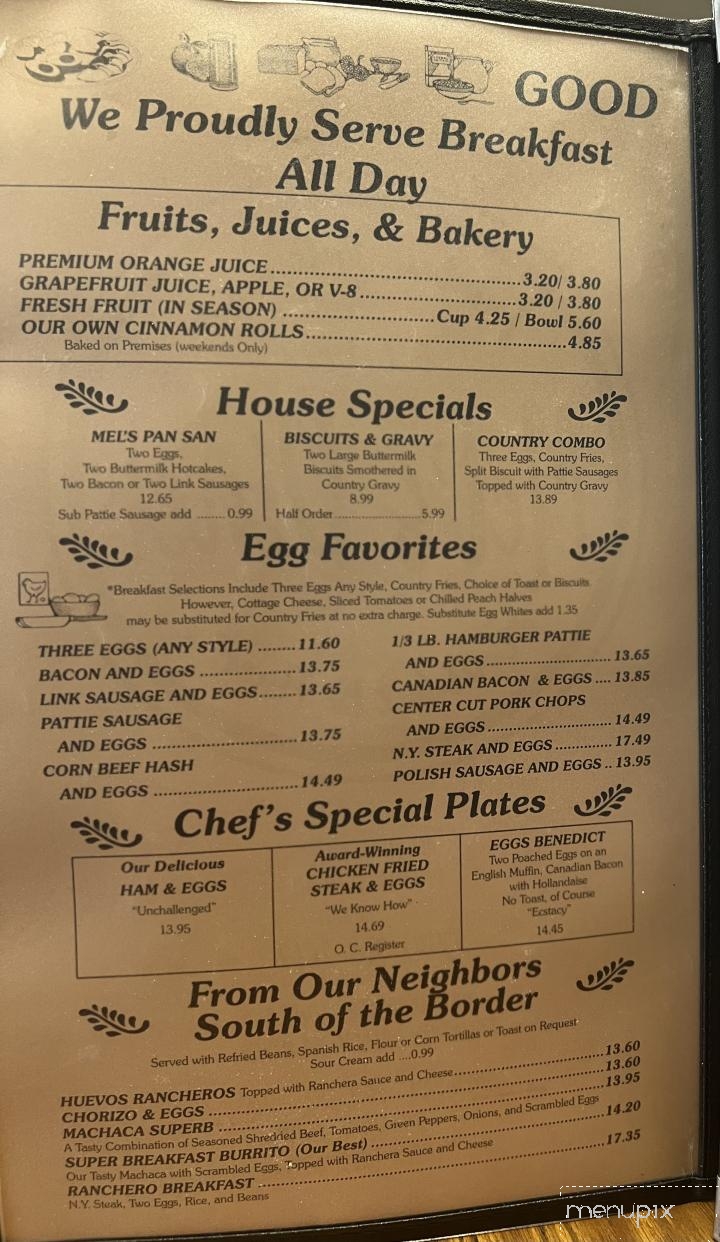 GOOD
We Proudly Serve Breakfast
All Day
Fruits, Juices, & Bakery
PREMIUM ORANGE JUICE........3.20/ 3.80
GRAPEFRUIT JUICE, APPLE, OR V-8........3.20 / 3.80
FRESH FRUIT (IN SEASON) ........Cup 4.25 / Bowl 5.60
OUR OWN CINNAMON ROLLS........4.85
Baked on Premises (weekends Only)
House Specials
MEL'S PAN SAN
Two Eggs,
Two Buttermilk Hotcakes,
Two Bacon or Two Link Sausages
12.65
Sub Pattie Sausage add ........ 0.99
BISCUITS & GRAVY
Two Large Buttermilk
Biscuits Smothered in
Country Gravy
8.99
Half Order........5.99
COUNTRY COMBO
Three Eggs, Country Fries,
Split Biscuit with Pattie Sausages
Topped with Country Gravy
13.89
Egg Favorites
*Breakfast Selections Include Three Eggs Any Style, Country Fries, Choice of Toast or Biscuits.
However, Cottage Cheese, Sliced Tomatoes or Chilled Peach Halves
may be substituted for Country Fries at no extra charge. Substitute Egg Whites add 1.35
THREE EGGS (ANY STYLE) ........11.60
BACON AND EGGS ........13.75
LINK SAUSAGE AND EGGS........13.65
PATTIE SAUSAGE
AND EGGS ........13.75
CORN BEEF HASH
AND EGGS ........14.49
1/3 LB. HAMBURGER PATTIE
AND EGGS........13.65
CANADIAN BACON & EGGS .... 13.85
CENTER CUT PORK CHOPS
AND EGGS........14.49
N.Y. STEAK AND EGGS ........17.49
POLISH SAUSAGE AND EGGS .. 13.95
Chef's Special Plates
Our Delicious
HAM & EGGS
"Unchallenged"
13.95
Award-Winning
CHICKEN FRIED
STEAK & EGGS
"We Know How"
14.69
O. C. Register
EGGS BENEDICT
Two Poached Eggs on an
English Muffin, Canadian Bacon
with Hollandaise
No Toast, of Course
"Ecstacy"
14.45
From Our Neighbors
South of the Border
Served with Refried Beans, Spanish Rice, Flour or Corn Tortillas or Toast on Request
Sour Cream add ....0.99
HUEVOS RANCHEROS Topped with Ranchera Sauce and Cheese........13.60
CHORIZO & EGGS ........13.60
MACHACA SUPERB ........13.95
A Tasty Combination of Seasoned Shredded Beef, Tomatoes, Green Peppers, Onions, and Scrambled Eggs
SUPER BREAKFAST BURRITO (Our Best) ........14.20
Our Tasty Machaca with Scrambled Eggs, Topped with Ranchera Sauce and Cheese
RANCHERO BREAKFAST ........17.35
N.Y. Steak, Two Eggs, Rice, and Beans
menupix